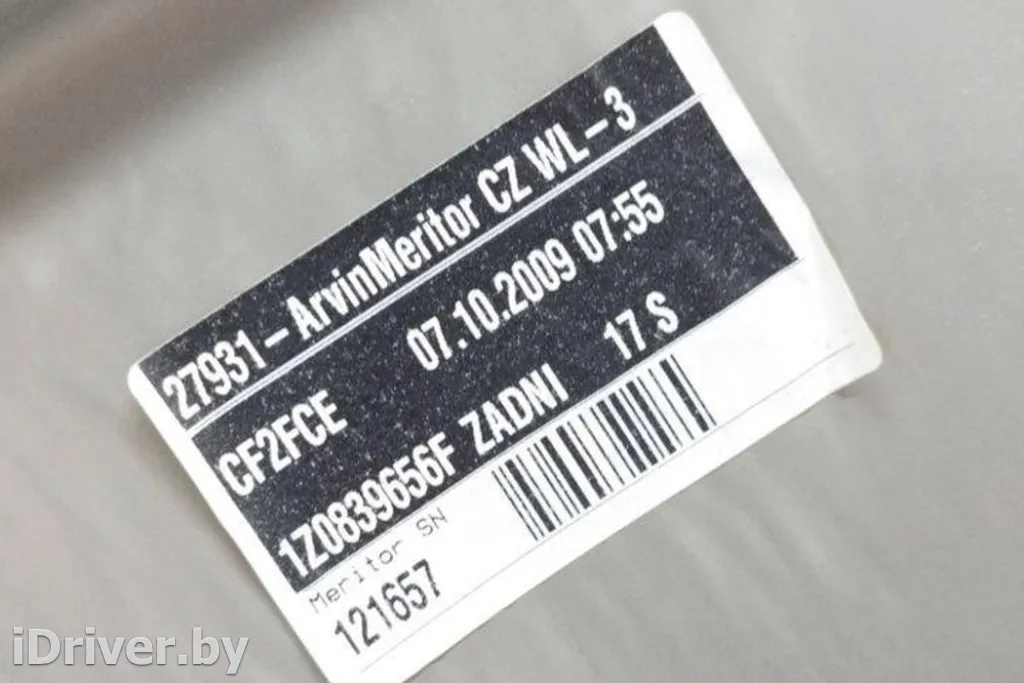 27931-ArvinMeritor CZ WL-3
CF2FCE 07.10.2009 07:55
1Z0839656F ZADNI 17 S
Meritor SN
121657
iDriver.by